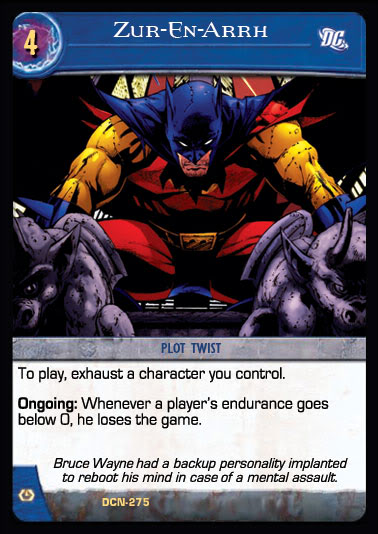 4
Zur-En-Arrh
DC
PLOT TWIST
To play, exhaust a character you control.
Ongoing: Whenever a player's endurance goes
below 0, he loses the game.
Bruce Wayne had a backup personality implanted
to reboot his mind in case of a mental assault.
DCN-275